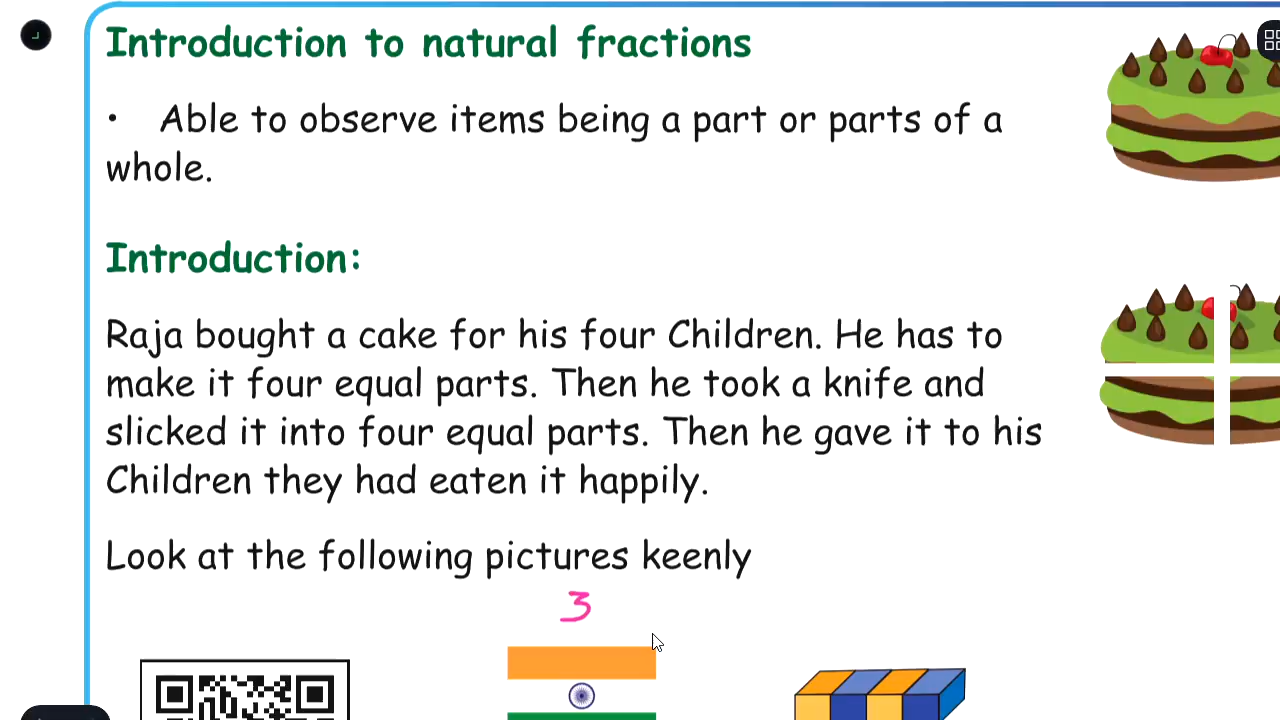 Introduction to natural fractions
• Able to observe items being a part or parts of a
whole.
Introduction:
Raja bought a cake for his four Children. He has to
make it four equal parts. Then he took a knife and
slicked it into four equal parts. Then he gave it to his
Children they had eaten it happily.
Look at the following pictures keenly
3